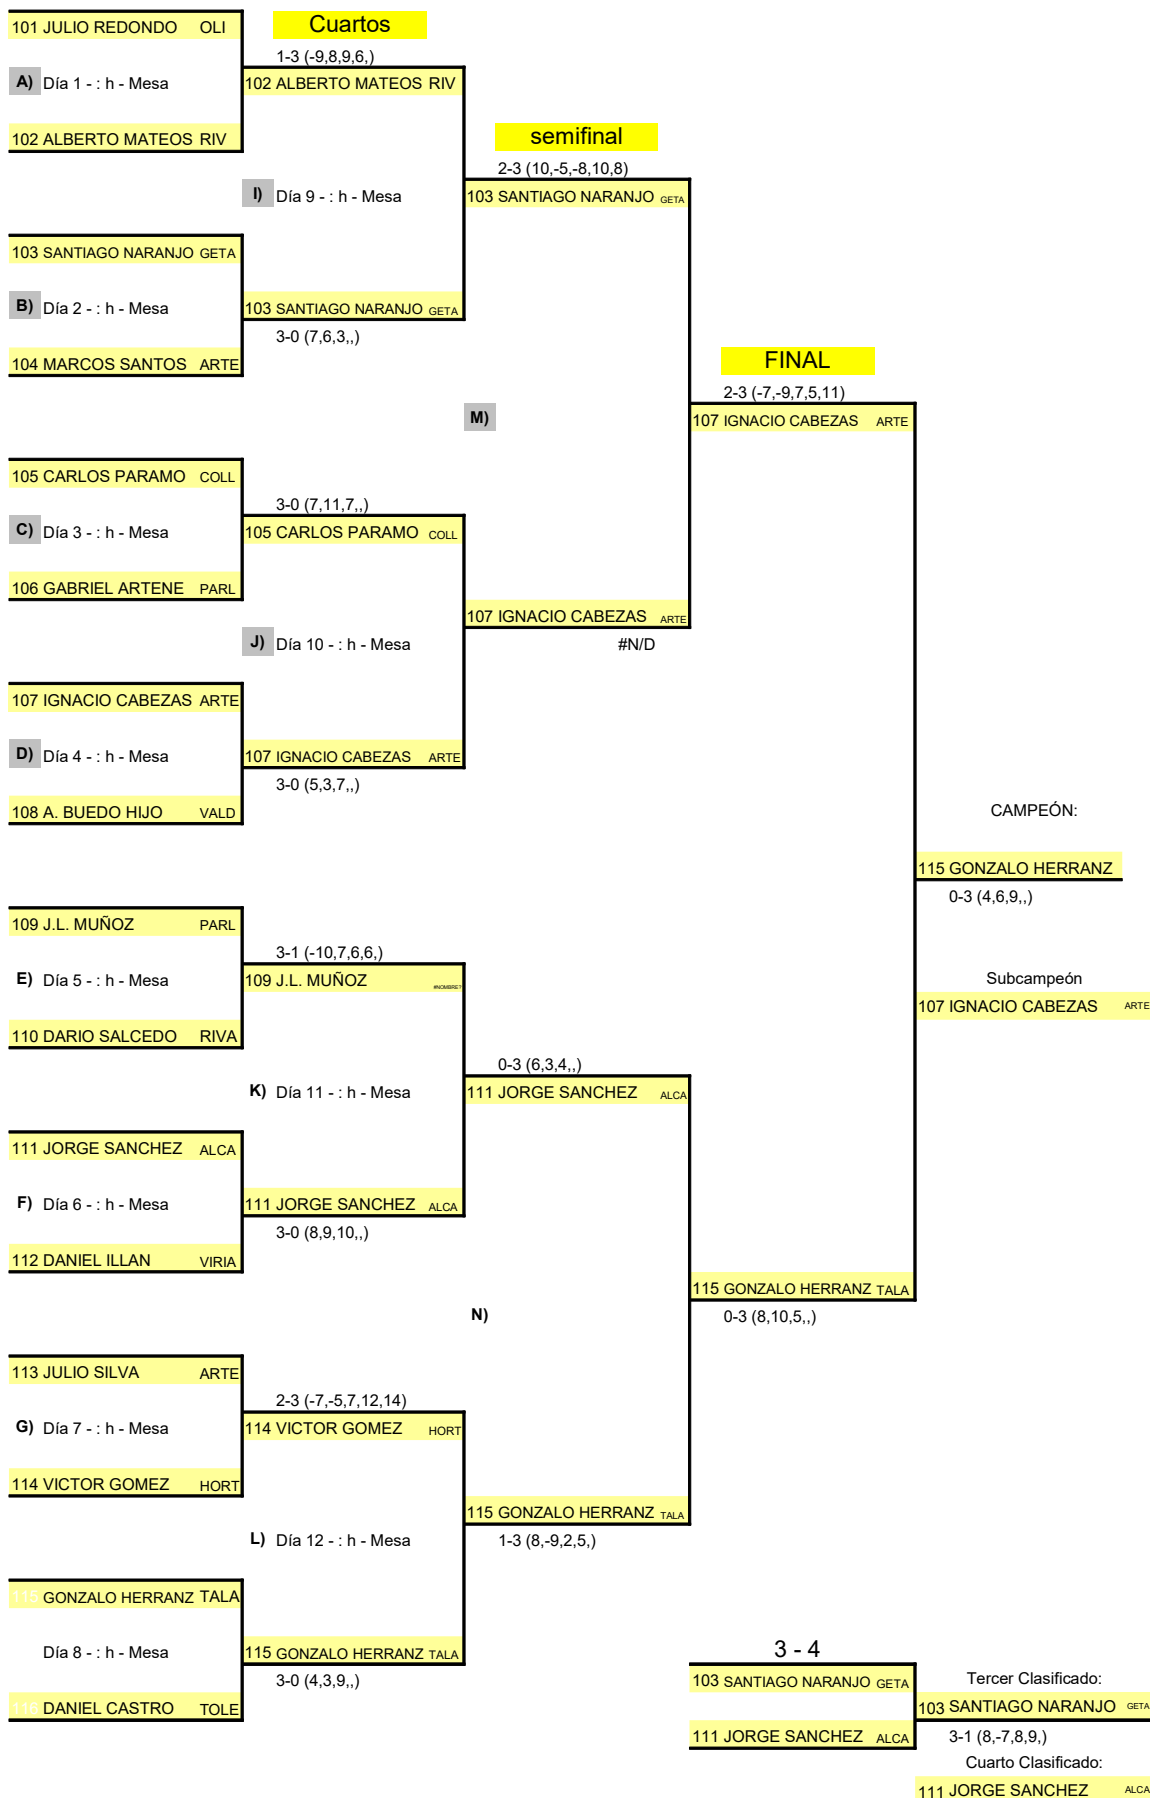 101 JULIO REDONDO OLI
Cuartos
1-3 (-9,8,9,6,)
A) Día 1 - : h - Mesa
102 ALBERTO MATEOS RIV
102 ALBERTO MATEOS RIV
semifinal
2-3 (10,-5,-8,10,8)
I) Día 9 - : h - Mesa
103 SANTIAGO NARANJO GETA
103 SANTIAGO NARANJO GETA
B) Día 2 - : h - Mesa
103 SANTIAGO NARANJO GETA
3-0 (7,6,3,,)
104 MARCOS SANTOS ARTE
FINAL
2-3 (-7,-9,7,5,11)
M)
107 IGNACIO CABEZAS ARTE
105 CARLOS PARAMO COLL
3-0 (7,11,7,,)
C) Día 3 - : h - Mesa
105 CARLOS PARAMO COLL
106 GABRIEL ARTENE PARL
107 IGNACIO CABEZAS ARTE
J) Día 10 - : h - Mesa
#N/D
107 IGNACIO CABEZAS ARTE
D) Día 4 - : h - Mesa
107 IGNACIO CABEZAS ARTE
3-0 (5,3,7,,)
108 A. BUEDO HIJO VALD
CAMPEÓN:
115 GONZALO HERRANZ
0-3 (4,6,9,,)
109 J.L. MUÑOZ PARL
3-1 (-10,7,6,6,)
E) Día 5 - : h - Mesa
109 J.L. MUÑOZ #NOMBRE?
Subcampeón
107 IGNACIO CABEZAS ARTE
110 DARIO SALCEDO RIVA
0-3 (6,3,4,,)
K) Día 11 - : h - Mesa
111 JORGE SANCHEZ ALCA
111 JORGE SANCHEZ ALCA
F) Día 6 - : h - Mesa
111 JORGE SANCHEZ ALCA
3-0 (8,9,10,,)
112 DANIEL ILLAN VIRIA
115 GONZALO HERRANZ TALA
N)
0-3 (8,10,5,,)
113 JULIO SILVA ARTE
2-3 (-7,-5,7,12,14)
G) Día 7 - : h - Mesa
114 VICTOR GOMEZ HORT
114 VICTOR GOMEZ HORT
115 GONZALO HERRANZ TALA
L) Día 12 - : h - Mesa
1-3 (8,-9,2,5,)
115 GONZALO HERRANZ TALA
Día 8 - : h - Mesa
115 GONZALO HERRANZ TALA
3-0 (4,3,9,,)
116 DANIEL CASTRO TOLE
3 - 4
103 SANTIAGO NARANJO GETA
Tercer Clasificado:
103 SANTIAGO NARANJO GETA
111 JORGE SANCHEZ ALCA
3-1 (8,-7,8,9,)
Cuarto Clasificado:
111 JORGE SANCHEZ ALCA